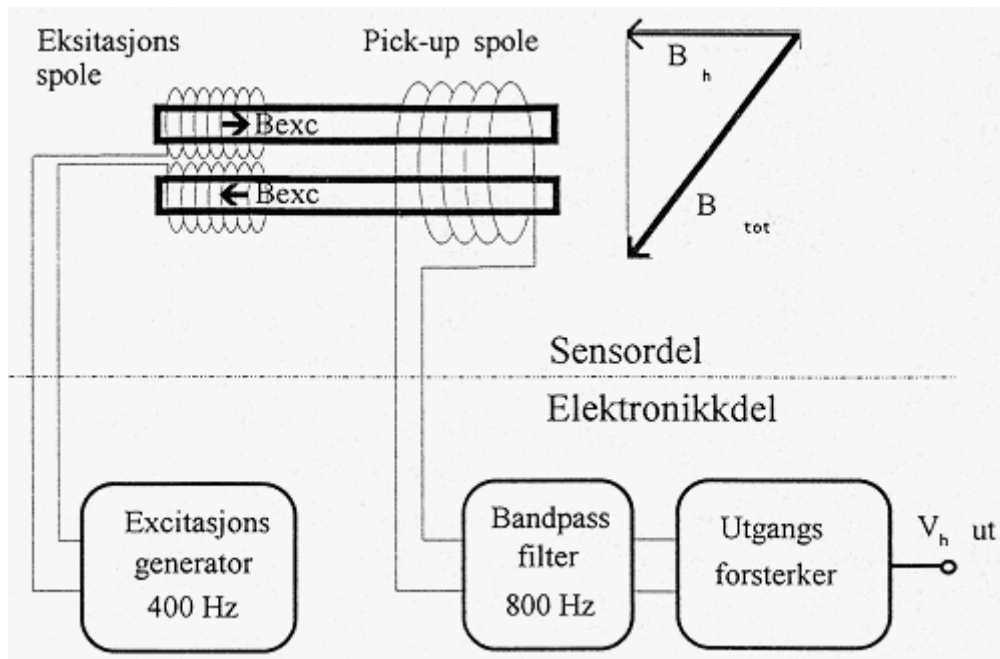 Eksitasjons
spole
Pick-up spole
Bexc
Bexc
B h
B tot
Sensordel
Elektronikkdel
Excitasjons
generator
400 Hz
Bandpass
filter
800 Hz
Utgangs
forsterker
V h ut